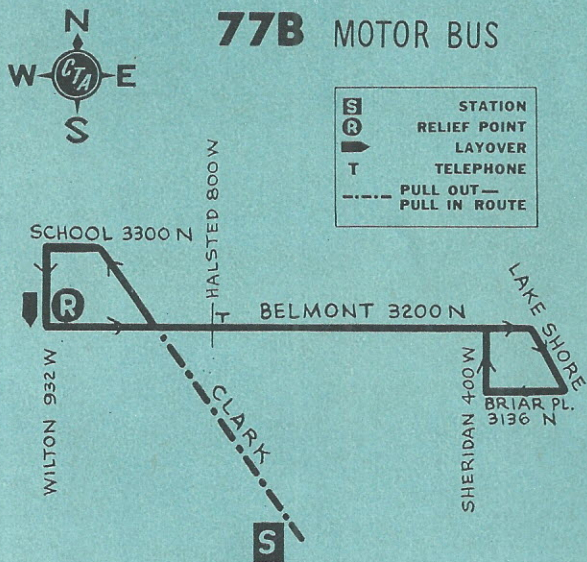 77B MOTOR BUS
N
W CTA E
S
S STATION
R RELIEF POINT
LAYOVER
T TELEPHONE
PULL OUT—
PULL IN ROUTE
HALSTED 800 W
SCHOOL 3300 N
R
T
BELMONT 3200 N
LAKE SHORE
WILTON 932 W
CLARK
SHERIDAN 400 W
BRIAR PL.
3136 N
S